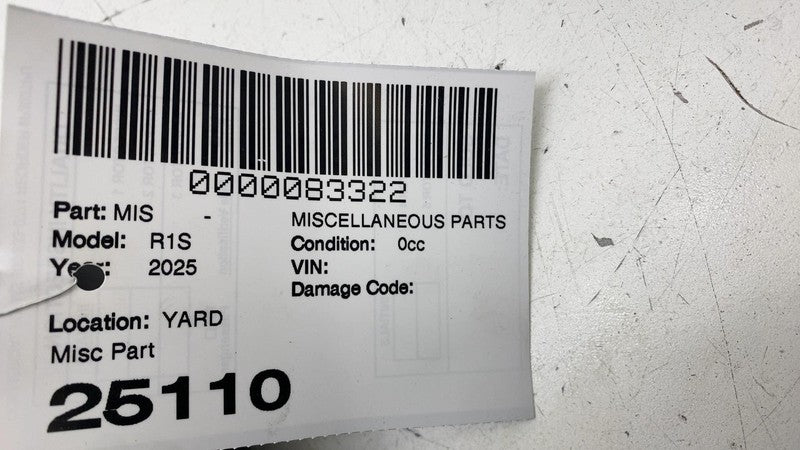 0000083322
Part: MIS - MISCELLANEOUS PARTS
Model: R1S Condition: 0cc
Year: 2025 VIN:
Damage Code:
Location: YARD
Misc Part
25110